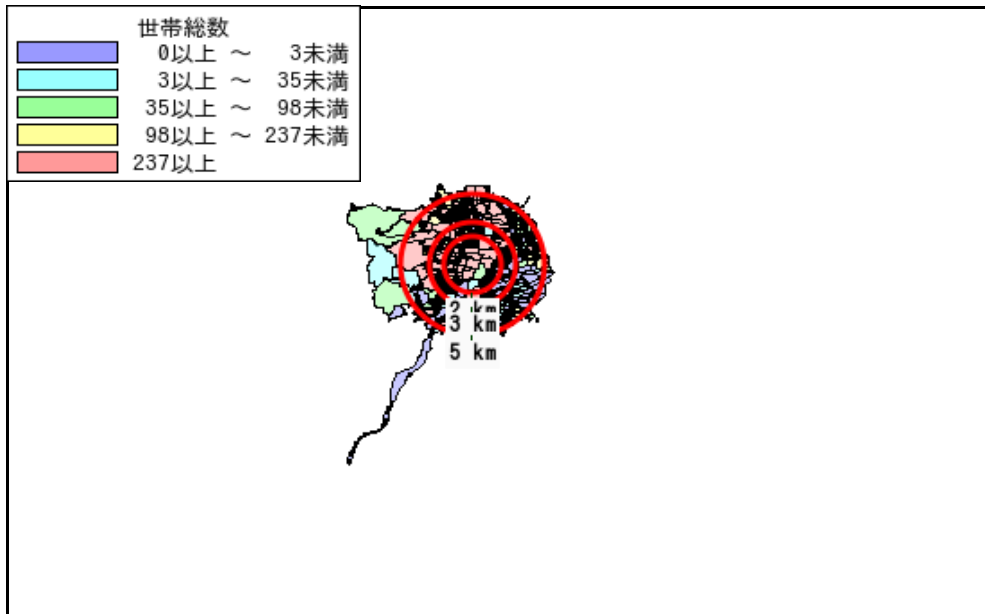 世帯総数
0以上 ～ 3未満
3以上 ～ 35未満
35以上 ～ 98未満
98以上 ～ 237未満
237以上
2 km
3 km
5 km